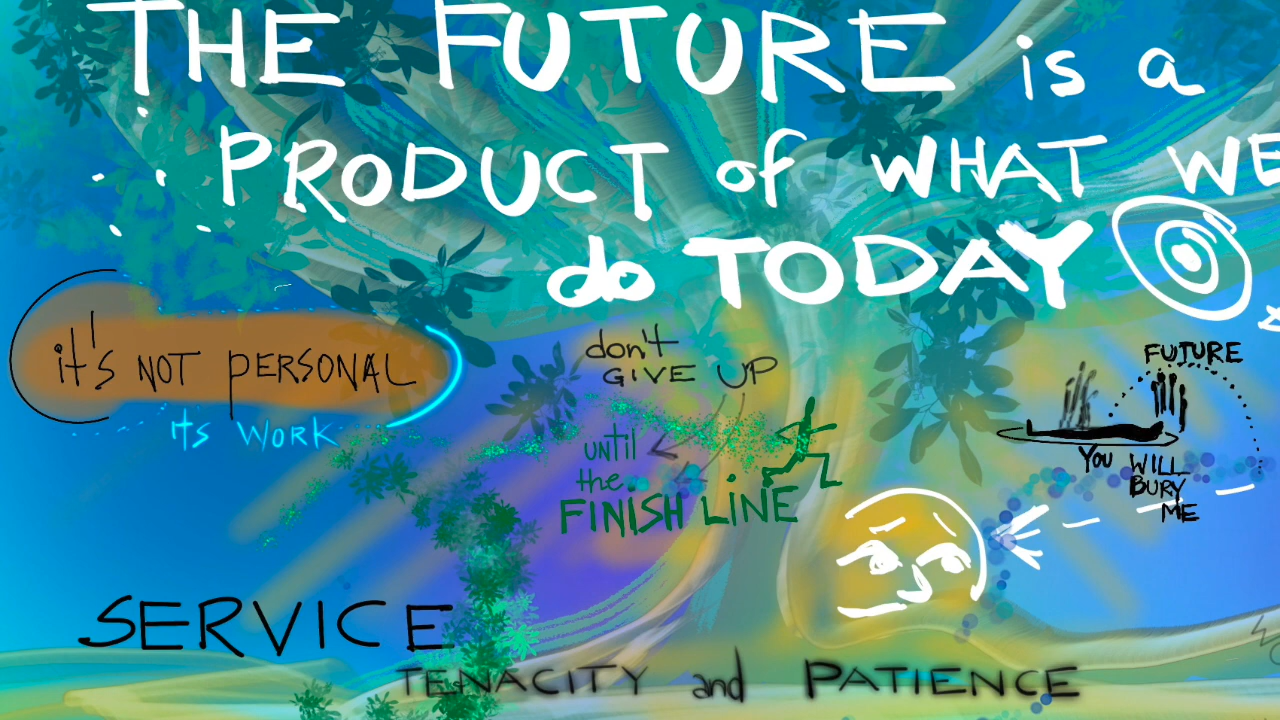 THE FUTURE is a
PRODUCT of WHAT WE
do TODAY
it's NOT PERSONAL
its WORK
don't
GIVE UP
until
the
FINISH LINE
FUTURE
YOU WILL
BURY
ME
SERVICE
TENACITY and PATIENCE